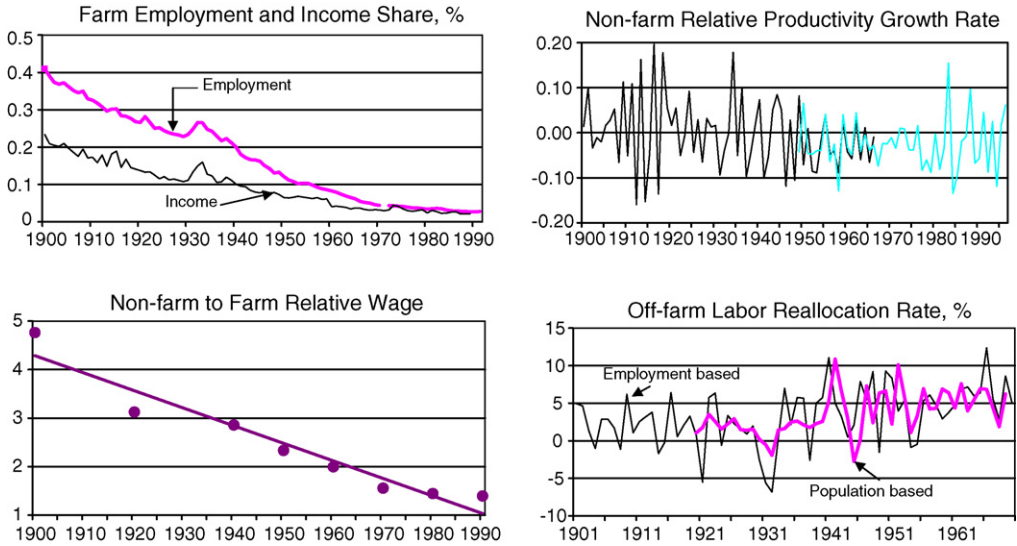 Farm Employment and Income Share, %
0.5
0.4
0.3
0.2
0.1
0
Employment
Income
1900 1910 1920 1930 1940 1950 1960 1970 1980 1990
Non-farm Relative Productivity Growth Rate
0.20
0.10
0.00
-0.10
-0.20
1900 1910 1920 1930 1940 1950 1960 1970 1980 1990
Non-farm to Farm Relative Wage
5
4
3
2
1
1900 1910 1920 1930 1940 1950 1960 1970 1980 1990
Off-farm Labor Reallocation Rate, %
15
10
5
0
-5
-10
Employment based
Population based
1901 1911 1921 1931 1941 1951 1961